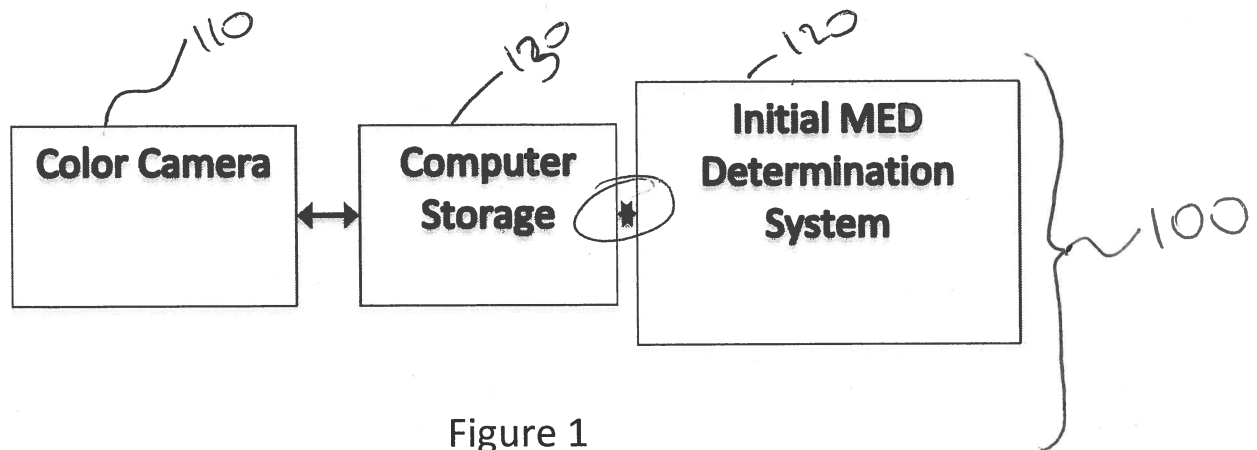 110
130
120
Color Camera
Computer
Storage
Initial MED
Determination
System
100
Figure 1